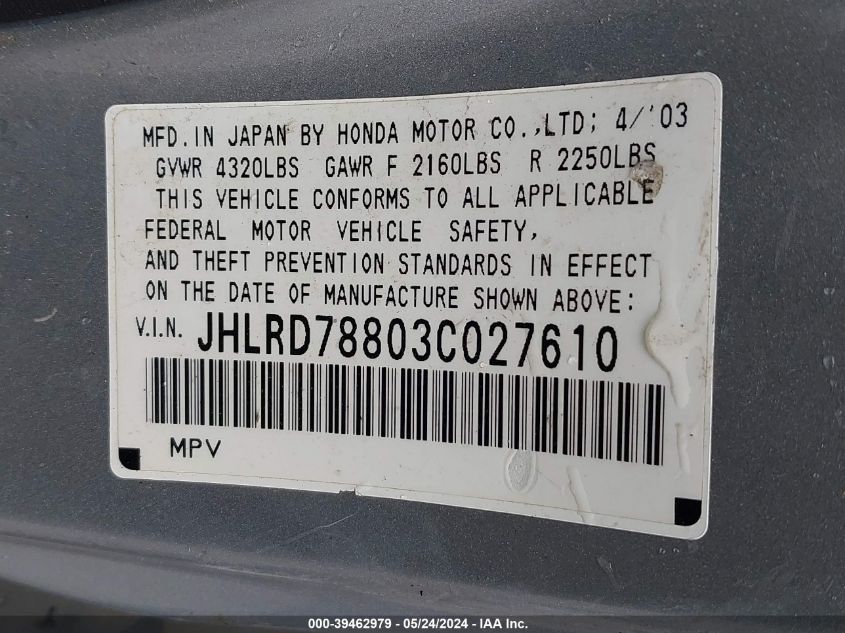 MFD.IN JAPAN BY HONDA MOTOR CO.,LTD; 4/'03
GVWR 4320LBS GAWR F 2160LBS R 2250LBS
THIS VEHICLE CONFORMS TO ALL APPLICABLE
FEDERAL MOTOR VEHICLE SAFETY,
AND THEFT PREVENTION STANDARDS IN EFFECT
ON THE DATE OF MANUFACTURE SHOWN ABOVE:
V.I.N. JHLRD78803C027610
MPV
000-39462979 - 05/24/2024 - IAA Inc.